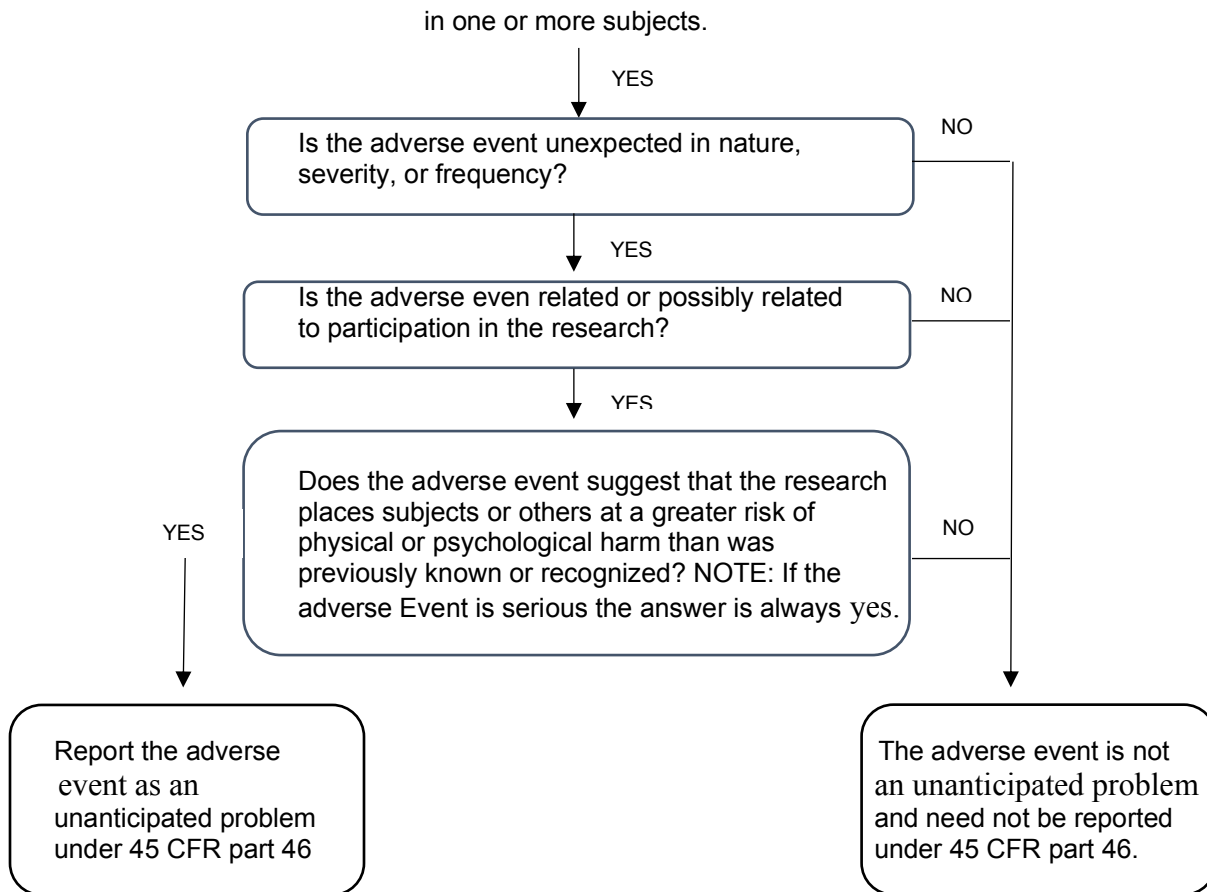 in one or more subjects.
YES
NO
Is the adverse event unexpected in nature,
severity, or frequency?
YES
NO
Is the adverse even related or possibly related
to participation in the research?
YES
Does the adverse event suggest that the research
places subjects or others at a greater risk of
physical or psychological harm than was
previously known or recognized? NOTE: If the
adverse Event is serious the answer is always yes.
YES
NO
Report the adverse
event as an
unanticipated problem
under 45 CFR part 46
The adverse event is not
an unanticipated problem
and need not be reported
under 45 CFR part 46.